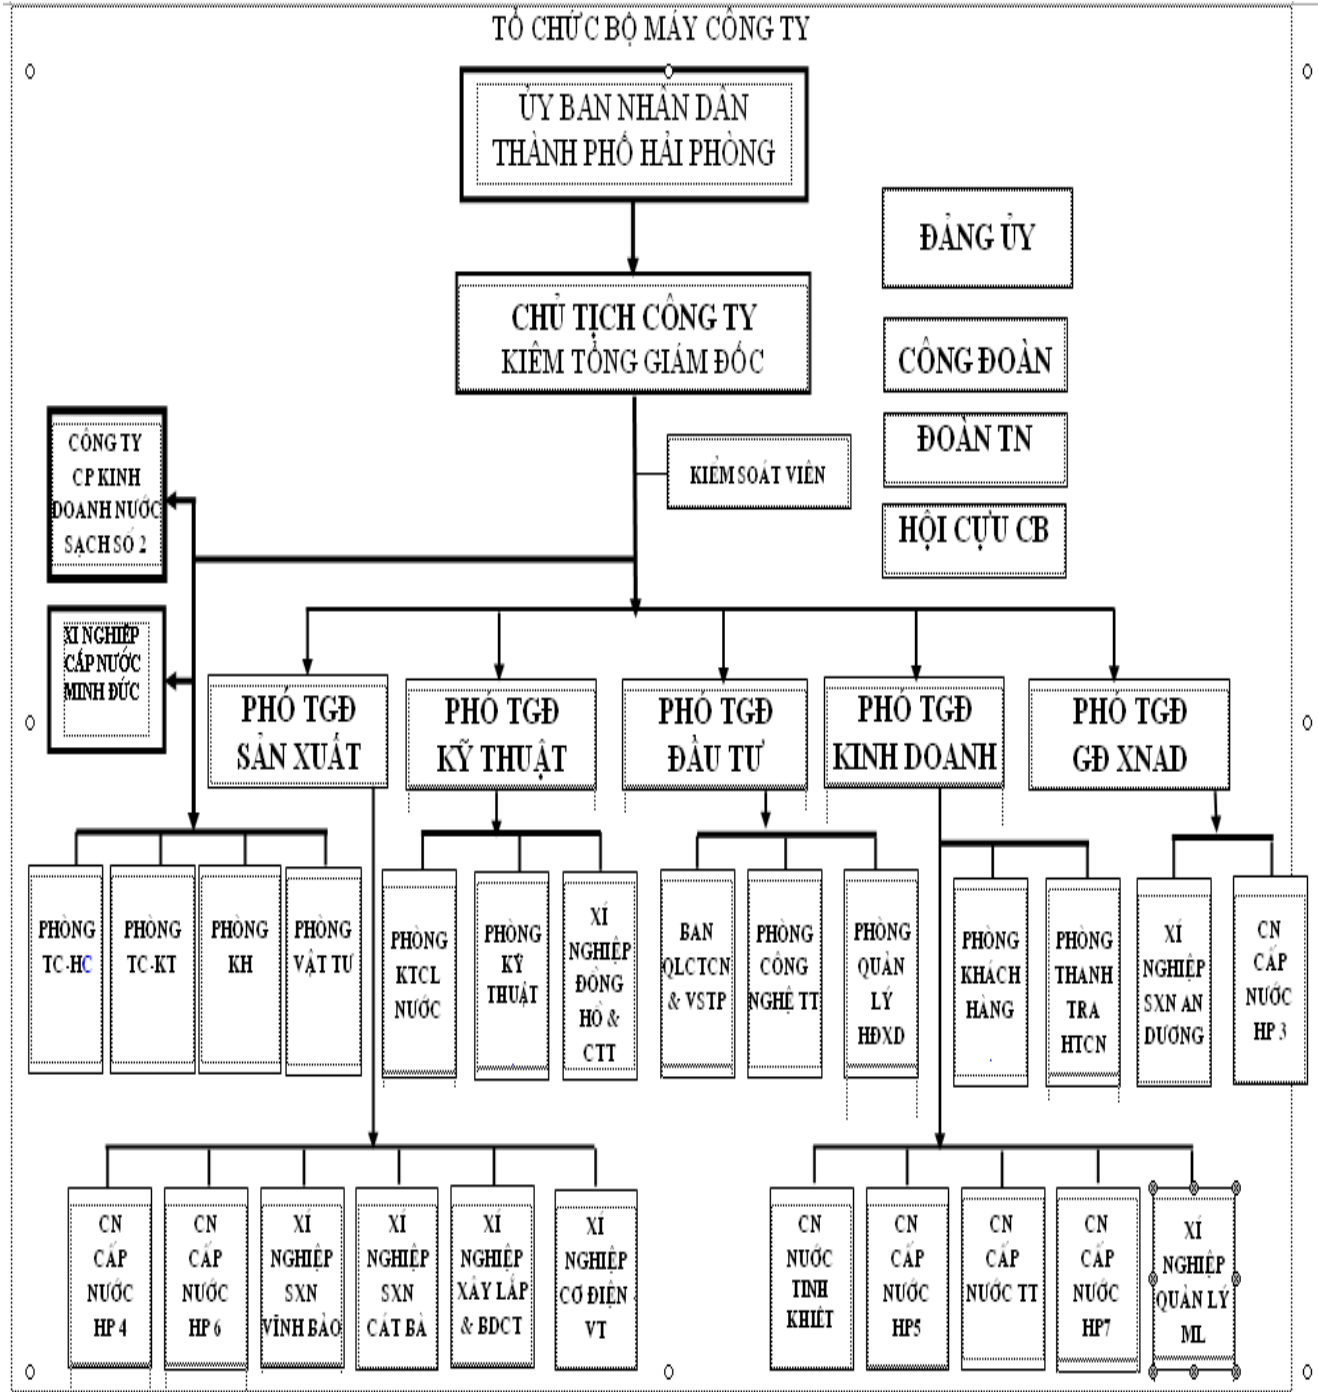 TỔ CHỨC BỘ MÁY CÔNG TY
ỦY BAN NHÂN DÂN
THÀNH PHỐ HẢI PHÒNG
ĐẢNG ỦY
CHỦ TỊCH CÔNG TY
KIÊM TỔNG GIÁM ĐỐC
CÔNG ĐOÀN
ĐOÀN TN
KIỂM SOÁT VIÊN
HỘI CỰU CB
CÔNG TY
CP KINH
DOANH NƯỚC
SẠCH SỐ 2
XI NGHIỆP
CẤP NƯỚC
MINH ĐỨC
PHÓ TGĐ
SẢN XUẤT
PHÓ TGĐ
KỸ THUẬT
PHÓ TGĐ
ĐẦU TƯ
PHÓ TGĐ
KINH DOANH
PHÓ TGĐ
GĐ XNAD
PHÒNG
TC-HC
PHÒNG
TC-KT
PHÒNG
KH
PHÒNG
VẬT TƯ
PHÒNG
KTCL
NƯỚC
PHÒNG
KỸ
THUẬT
XÍ
NGHIỆP
ĐỒNG
HỒ &
CTT
BAN
QLCTCN
& VSTP
PHÒNG
CÔNG
NGHỆ TT
PHÒNG
QUẢN
LÝ
HĐXD
PHÒNG
KHÁCH
HÀNG
PHÒNG
THANH
TRA
HTCN
XÍ
NGHIỆP
SXN AN
DƯƠNG
CN
CẤP
NƯỚC
HP 3
CN
CẤP
NƯỚC
HP 4
CN
CẤP
NƯỚC
HP 6
XÍ
NGHIỆP
SXN
VĨNH BẢO
XÍ
NGHIỆP
SXN
CÁT BÀ
XÍ
NGHIỆP
XÂY LẮP
& BDCT
XÍ
NGHIỆP
CƠ ĐIỆN -
VT
CN
NUỚC
TINH
KHIẾT
CN
CẤP
NƯỚC
HP5
CN
CẤP
NƯỚC TT
CN
CẤP
NƯỚC
HP7
XÍ
NGHIỆP
QUẢN LÝ
ML